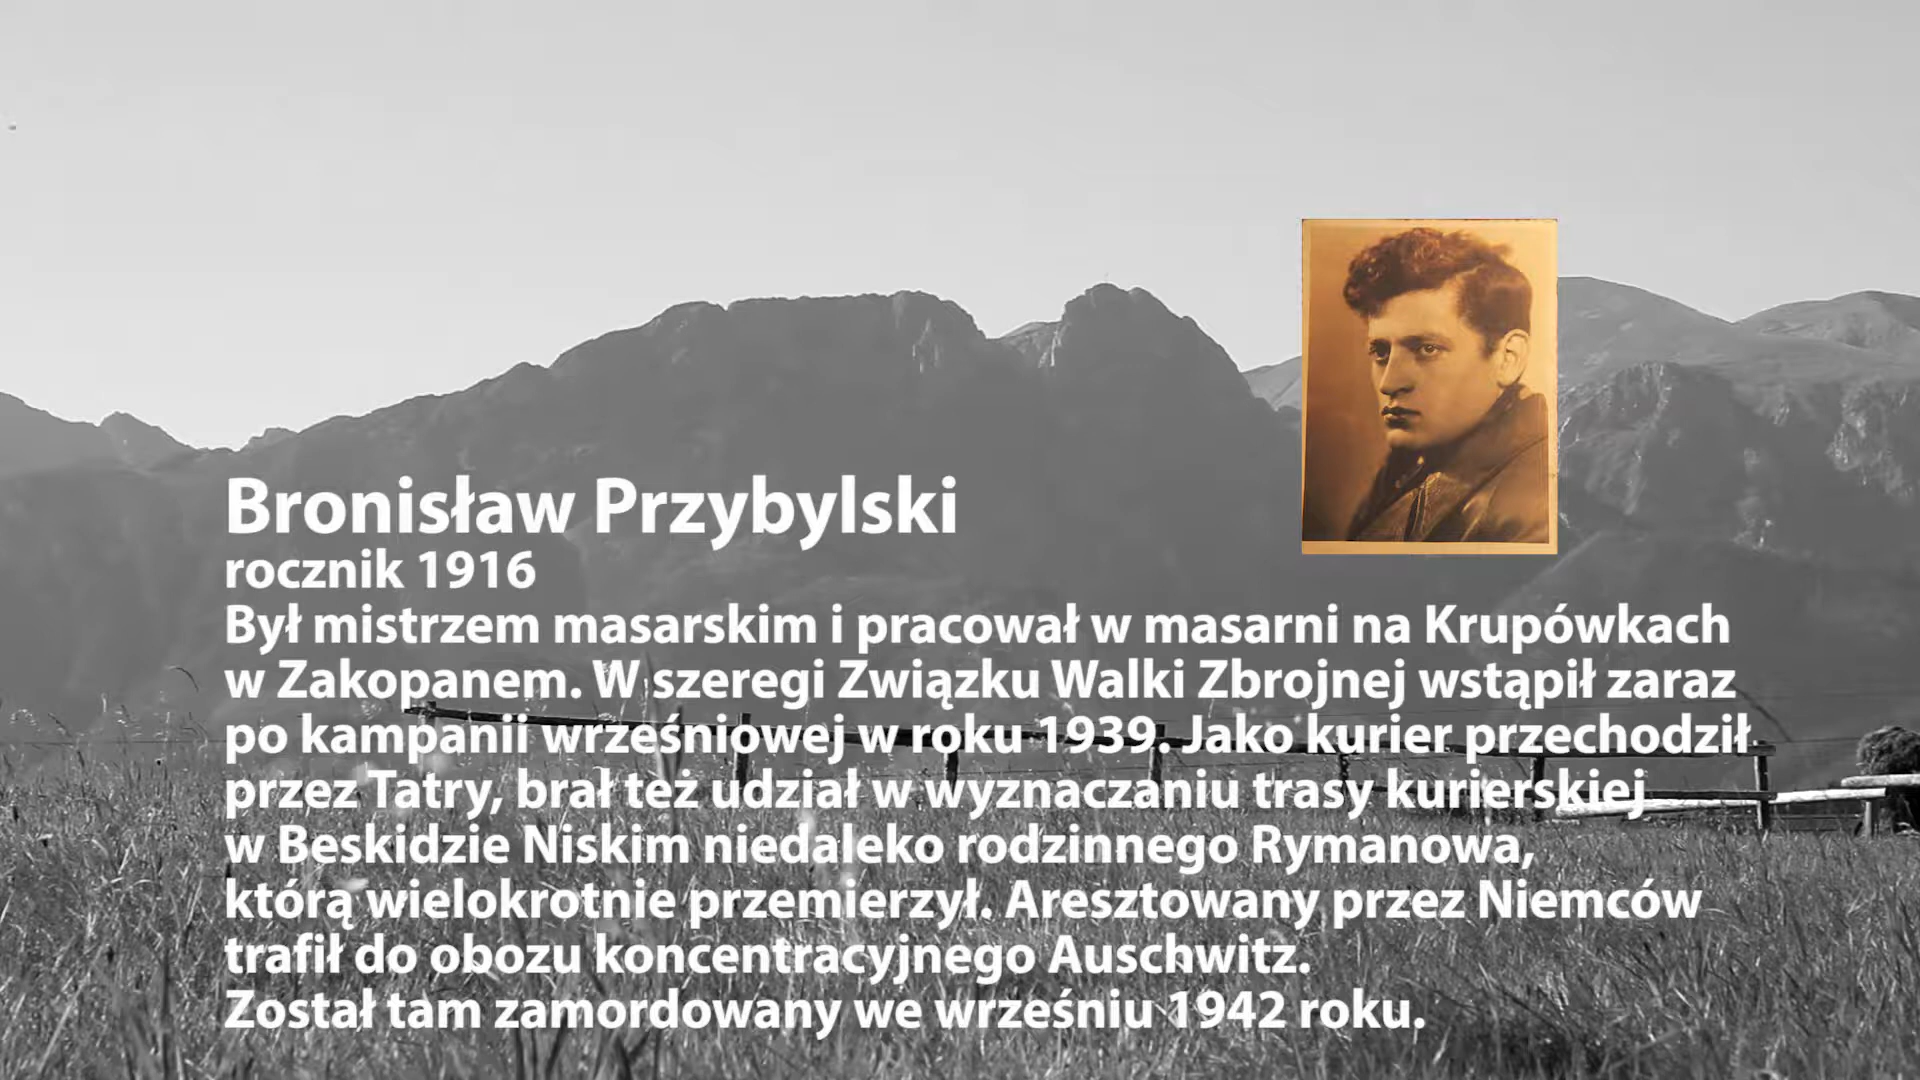 Bronisław Przybylski
rocznik 1916
Był mistrzem masarskim i pracował w masarni na Krupówkach
w Zakopanem. W szeregi Związku Walki Zbrojnej wstąpił zaraz
po kampanii wrześniowej w roku 1939. Jako kurier przechodził
przez Tatry, brał też udział w wyznaczaniu trasy kurierskiej
w Beskidzie Niskim niedaleko rodzinnego Rymanowa,
którą wielokrotnie przemierzył. Aresztowany przez Niemców
trafił do obozu koncentracyjnego Auschwitz.
Został tam zamordowany we wrześniu 1942 roku.